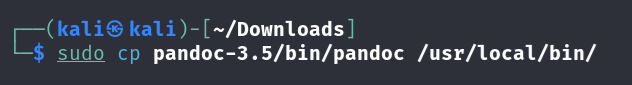 ┌──(kali㉿kali)-[~/Downloads]
└─$ sudo cp pandoc-3.5/bin/pandoc /usr/local/bin/